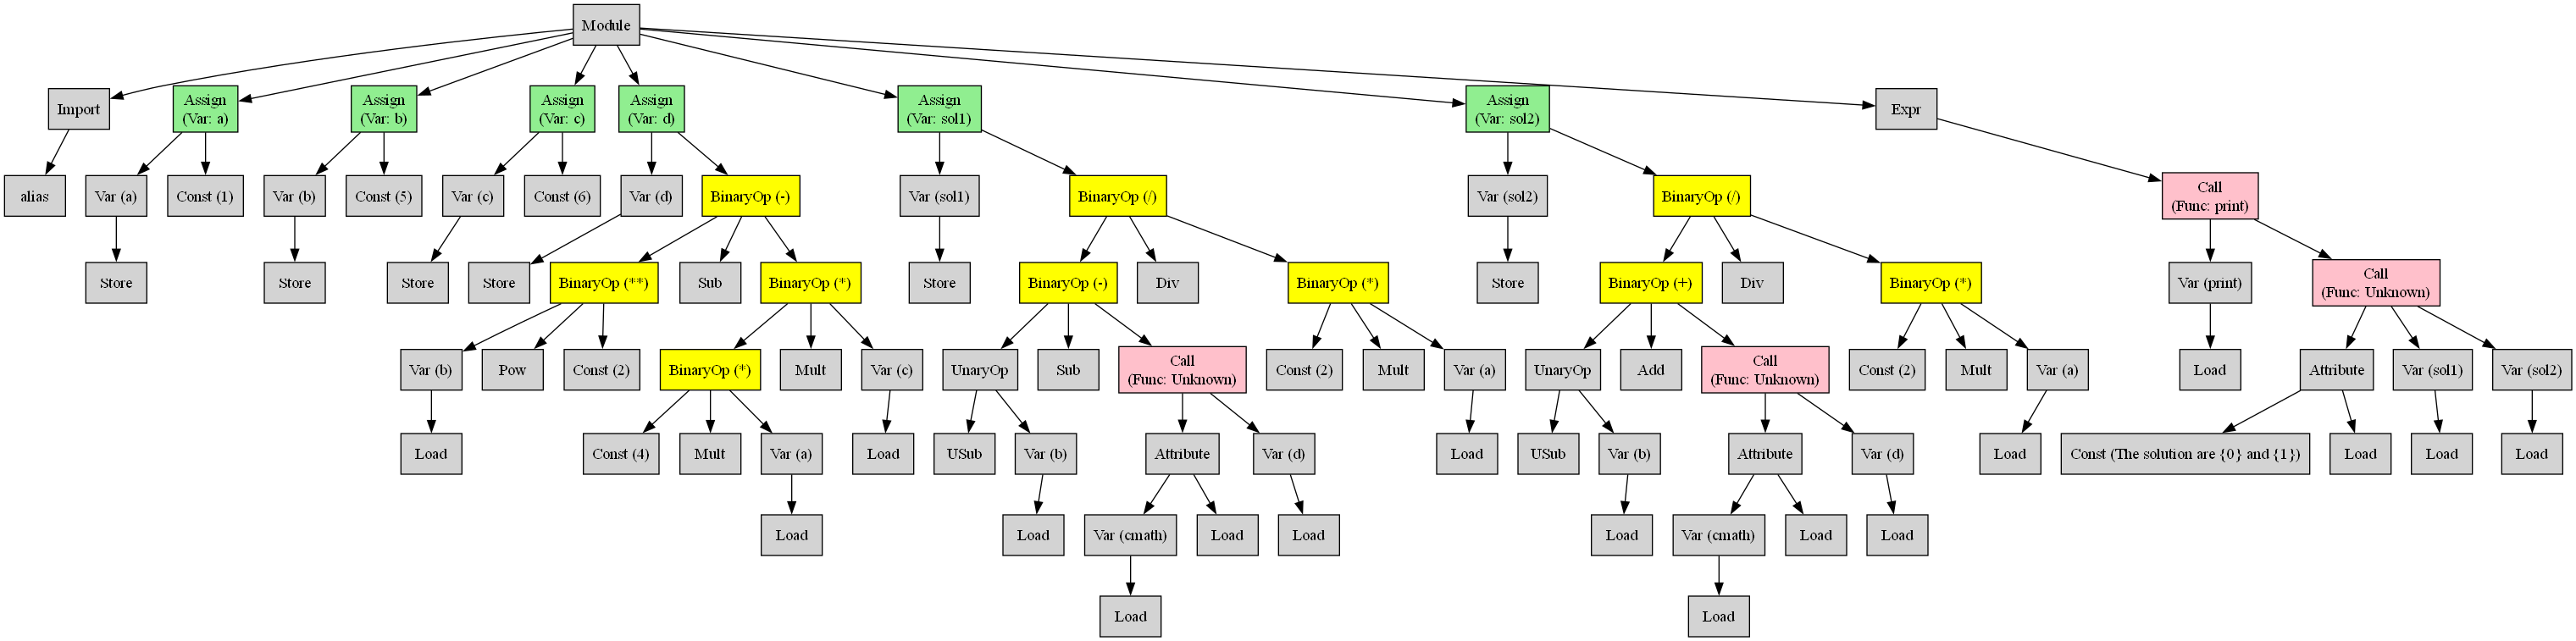 Module
Import
Assign
(Var: a)
Assign
(Var: b)
Assign
(Var: c)
Assign
(Var: d)
Assign
(Var: sol1)
Assign
(Var: sol2)
Expr
alias
Var (a)
Const (1)
Var (b)
Const (5)
Var (c)
Const (6)
Var (d)
BinaryOp (-)
Var (sol1)
BinaryOp (/)
Var (sol2)
BinaryOp (/)
Call
(Func: print)
Store
Store
Store
Store
BinaryOp (**)
Sub
BinaryOp (*)
Store
BinaryOp (-)
Div
BinaryOp (*)
Store
BinaryOp (+)
Div
BinaryOp (*)
Var (print)
Call
(Func: Unknown)
Var (b)
Pow
Const (2)
BinaryOp (*)
Mult
Var (c)
UnaryOp
Sub
Call
(Func: Unknown)
Const (2)
Mult
Var (a)
UnaryOp
Add
Call
(Func: Unknown)
Const (2)
Mult
Var (a)
Load
Attribute
Var (sol1)
Var (sol2)
Load
Const (4)
Mult
Var (a)
Load
USub
Var (b)
Attribute
Var (d)
Load
USub
Var (b)
Attribute
Var (d)
Load
Const (The solution are {0} and {1})
Load
Load
Load
Load
Load
Var (cmath)
Load
Load
Load
Var (cmath)
Load
Load
Load
Load